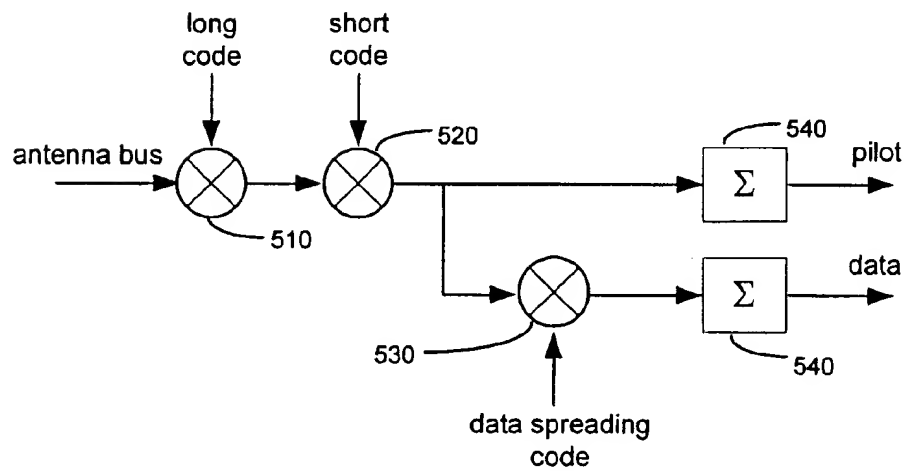 long
code
short
code
520
540
antenna bus
pilot
Σ
510
data
Σ
530
540
data spreading
code